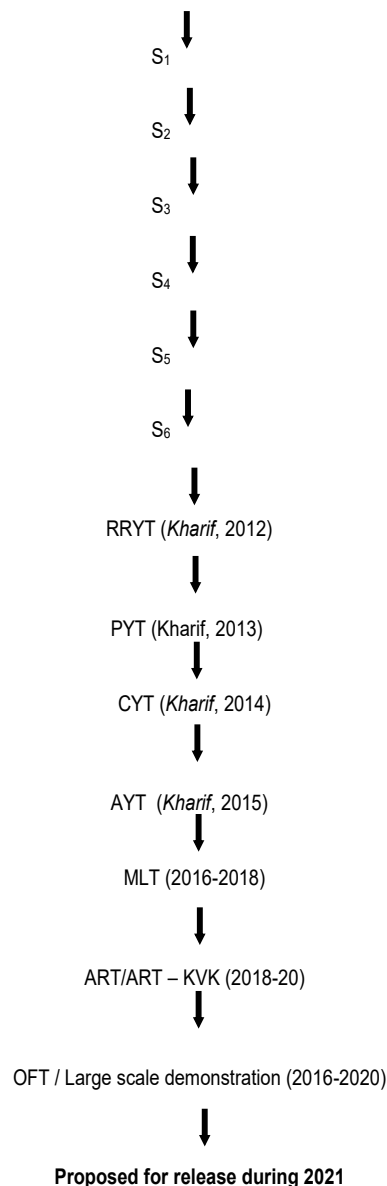 S₁
S₂
S₃
S₄
S₅
S₆
RRYT (Kharif, 2012)
PYT (Kharif, 2013)
CYT (Kharif, 2014)
AYT (Kharif, 2015)
MLT (2016-2018)
ART/ART – KVK (2018-20)
OFT / Large scale demonstration (2016-2020)
Proposed for release during 2021